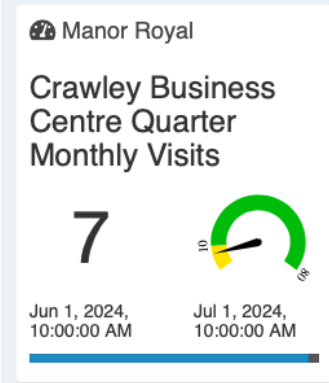 Manor Royal
Crawley Business
Centre Quarter
Monthly Visits
7
10
80
Jun 1, 2024,
10:00:00 AM
Jul 1, 2024,
10:00:00 AM